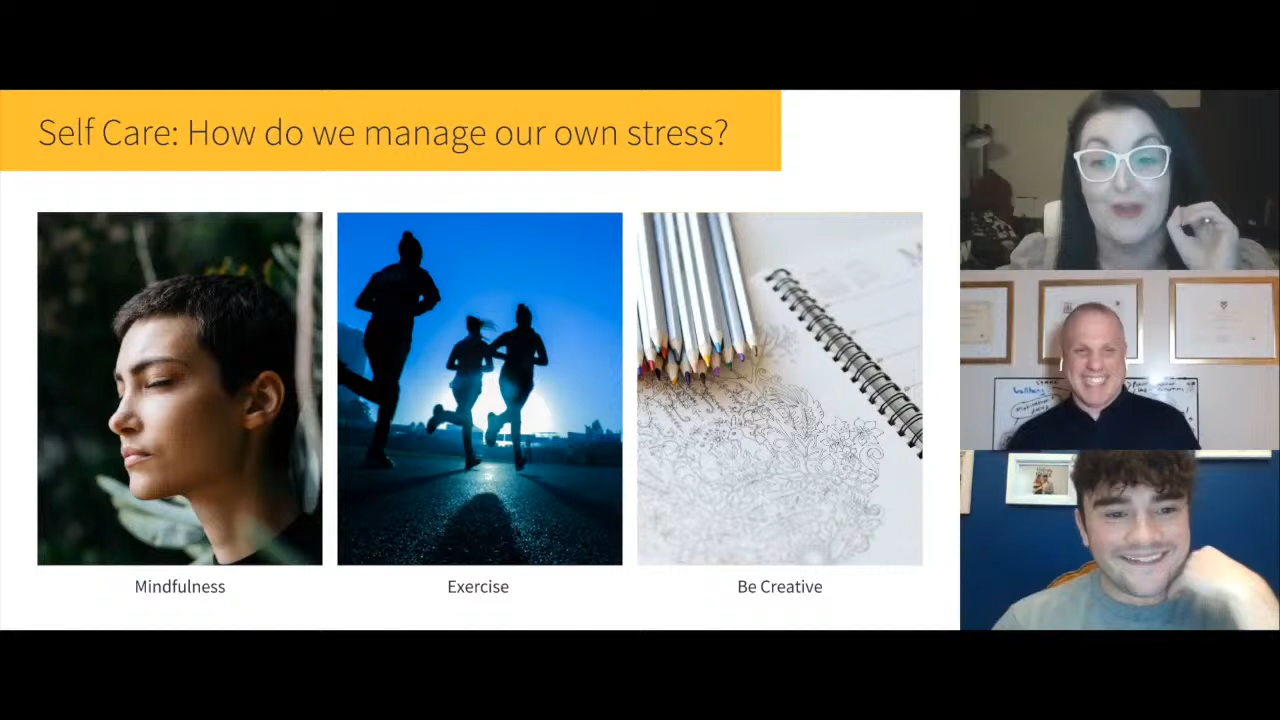 Self Care: How do we manage our own stress?
Mindfulness
Exercise
Be Creative